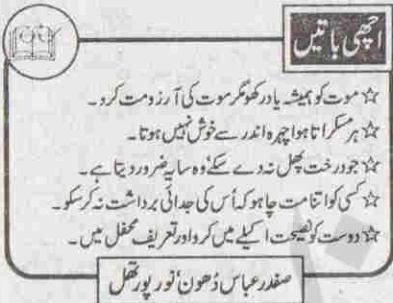 اچھی باتیں
☆ موت کو ہمیشہ یاد رکھو مگر موت کی آرزو مت کرو۔
☆ ہر مسکراتا ہوا چہرہ اندر سے خوش نہیں ہوتا۔
☆ جو درخت پھل نہ دے سکے وہ سایہ ضرور دیتا ہے۔
☆ کسی کو اتنا مت چاہو کہ اُس کی جدائی برداشت نہ کر سکو۔
☆ دوست کو نصیحت اکیلے میں کرو اور تعریف محفل میں۔
صفدر عباس دُھون، نور پور تھل